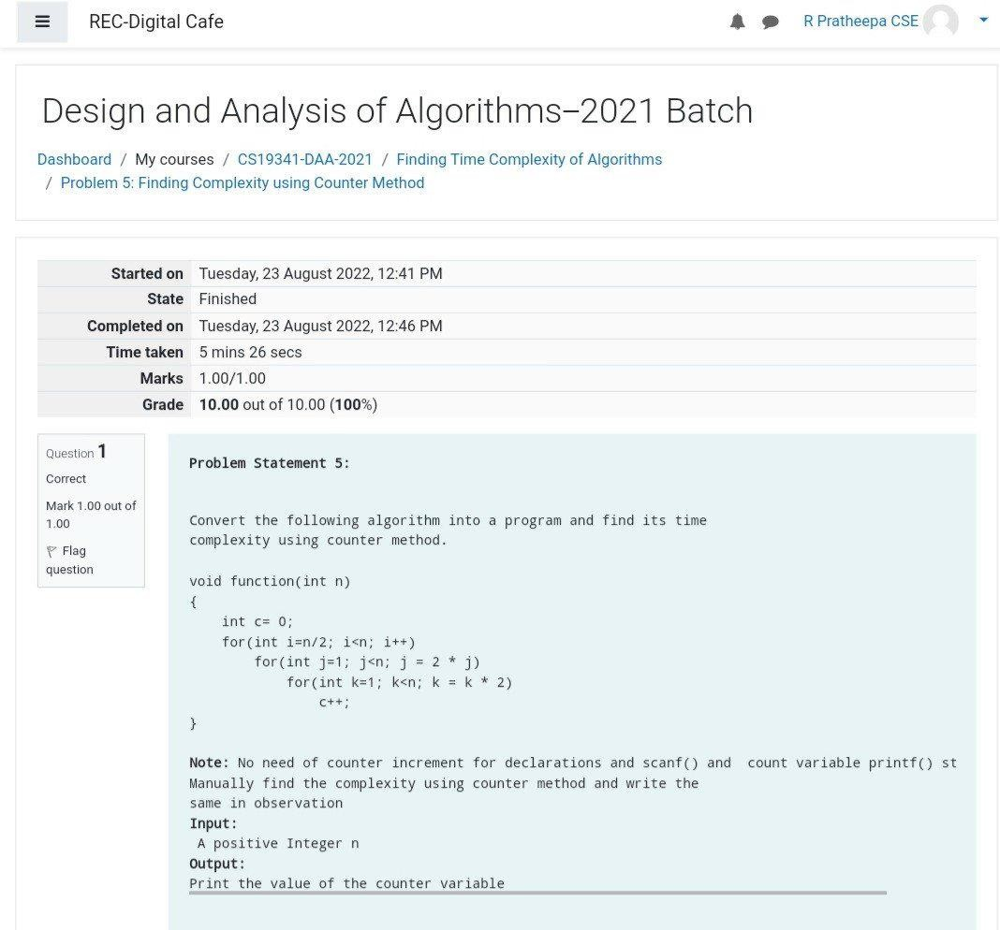 REC-Digital Cafe
R Pratheepa CSE
Design and Analysis of Algorithms–2021 Batch
Dashboard / My courses / CS19341-DAA-2021 / Finding Time Complexity of Algorithms
/ Problem 5: Finding Complexity using Counter Method
Started on Tuesday, 23 August 2022, 12:41 PM
State Finished
Completed on Tuesday, 23 August 2022, 12:46 PM
Time taken 5 mins 26 secs
Marks 1.00/1.00
Grade 10.00 out of 10.00 (100%)
Question 1
Correct
Mark 1.00 out of
1.00
Flag
question
Problem Statement 5:
Convert the following algorithm into a program and find its time
complexity using counter method.
void function(int n)
{
    int c= 0;
    for(int i=n/2; i<n; i++)
        for(int j=1; j<n; j = 2 * j)
            for(int k=1; k<n; k = k * 2)
                c++;
}
Note: No need of counter increment for declarations and scanf() and  count variable printf() st
Manually find the complexity using counter method and write the
same in observation
Input:
 A positive Integer n
Output:
Print the value of the counter variable